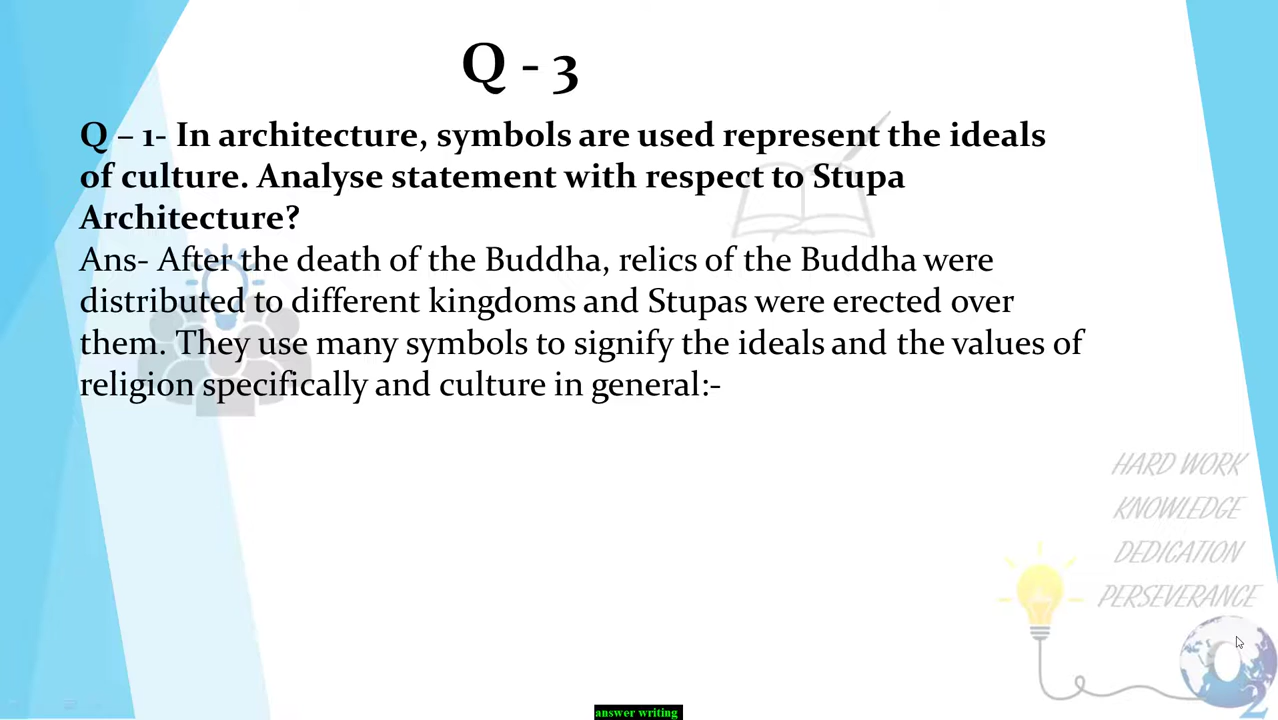 Q - 3
Q – 1- In architecture, symbols are used represent the ideals
of culture. Analyse statement with respect to Stupa
Architecture?
Ans- After the death of the Buddha, relics of the Buddha were
distributed to different kingdoms and Stupas were erected over
them. They use many symbols to signify the ideals and the values of
religion specifically and culture in general:-
HARD WORK
KNOWLEDGE
DEDICATION
PERSEVERANCE
O2
answer writing